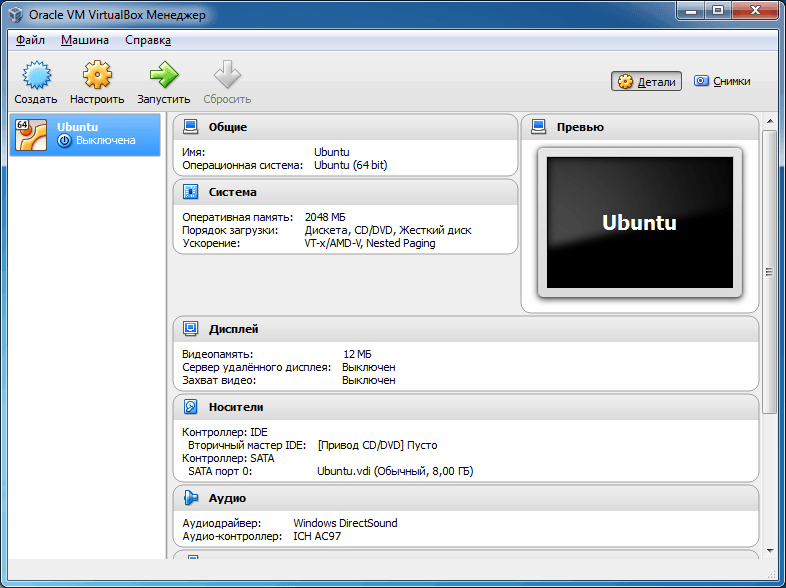 Oracle VM VirtualBox Менеджер
Файл Машина Справка
Создать Настроить Запустить Сбросить Детали Снимки
64 Ubuntu
Выключена
Общие
Имя: Ubuntu
Операционная система: Ubuntu (64 bit)
Система
Оперативная память: 2048 МБ
Порядок загрузки: Дискета, CD/DVD, Жесткий диск
Ускорение: VT-x/AMD-V, Nested Paging
Превью
Ubuntu
Дисплей
Видеопамять: 12 МБ
Сервер удалённого дисплея: Выключен
Захват видео: Выключен
Носители
Контроллер: IDE
Вторичный мастер IDE: [Привод CD/DVD] Пусто
Контроллер: SATA
SATA порт 0: Ubuntu.vdi (Обычный, 8,00 ГБ)
Аудио
Аудиодрайвер: Windows DirectSound
Аудио-контроллер: ICH AC97